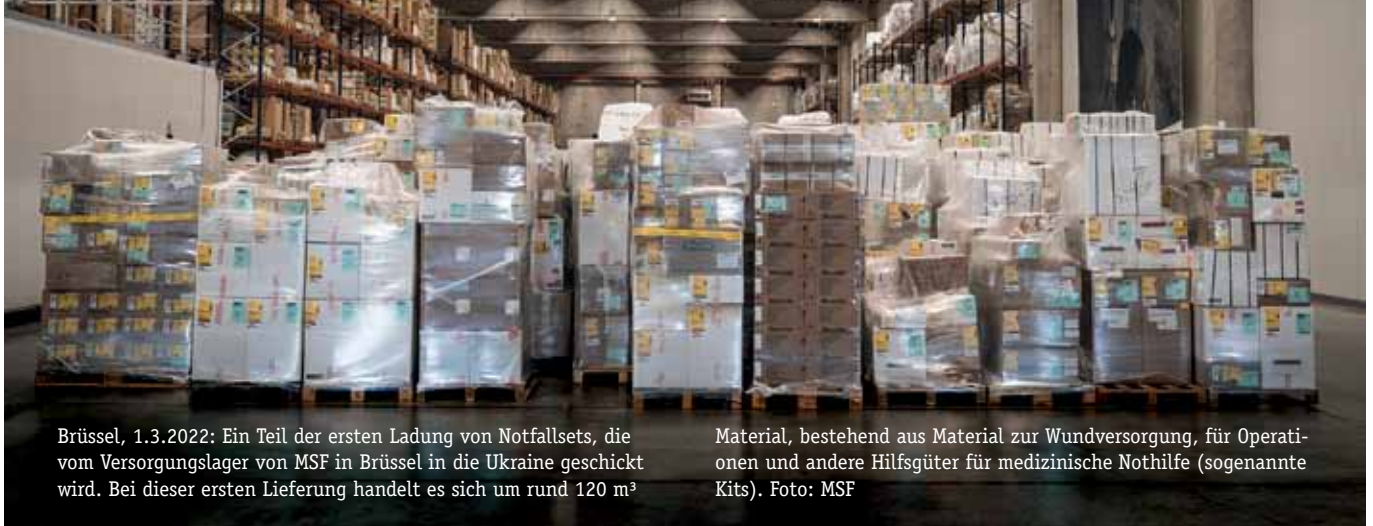 Brüssel, 1.3.2022: Ein Teil der ersten Ladung von Notfallsets, die
vom Versorgungslager von MSF in Brüssel in die Ukraine geschickt
wird. Bei dieser ersten Lieferung handelt es sich um rund 120 m³
Material, bestehend aus Material zur Wundversorgung, für Operati-
onen und andere Hilfsgüter für medizinische Nothilfe (sogenannte
Kits). Foto: MSF